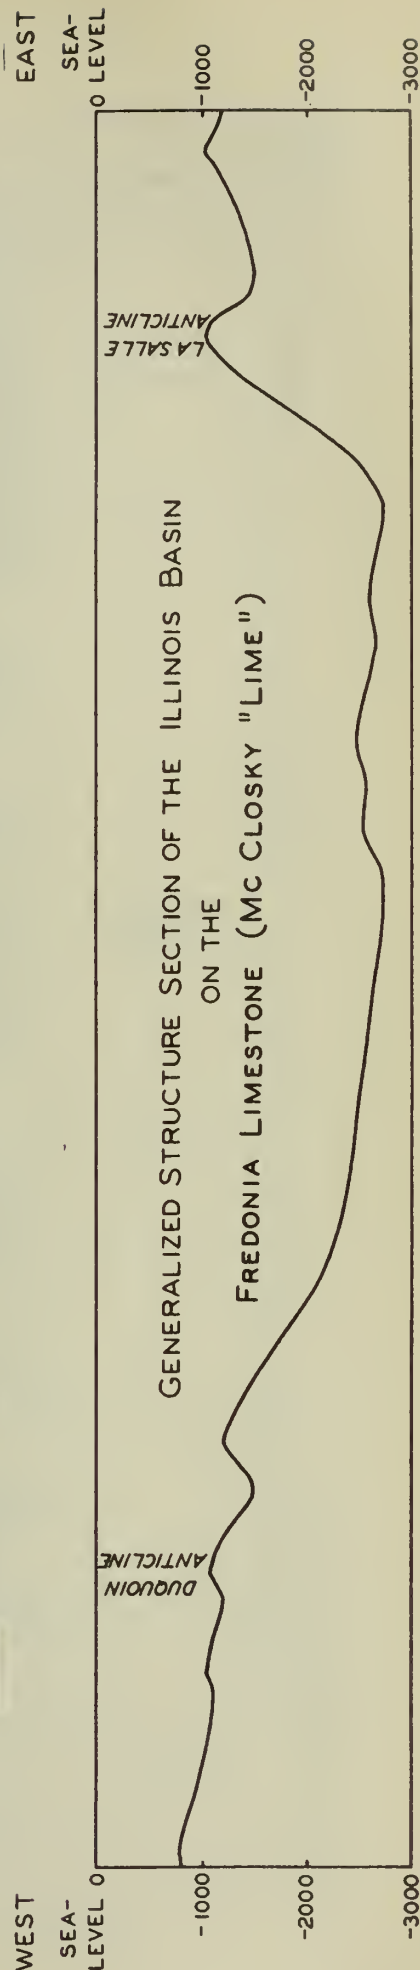 WEST
SEA-
LEVEL
0
-1000
-2000
-3000
DUQUOIN
ANTICLINE
GENERALIZED STRUCTURE SECTION OF THE ILLINOIS BASIN
ON THE
FREDONIA LIMESTONE (MC CLOSKY "LIME")
LA SALLE
ANTICLINE
EAST
SEA-
LEVEL
0
-1000
-2000
-3000